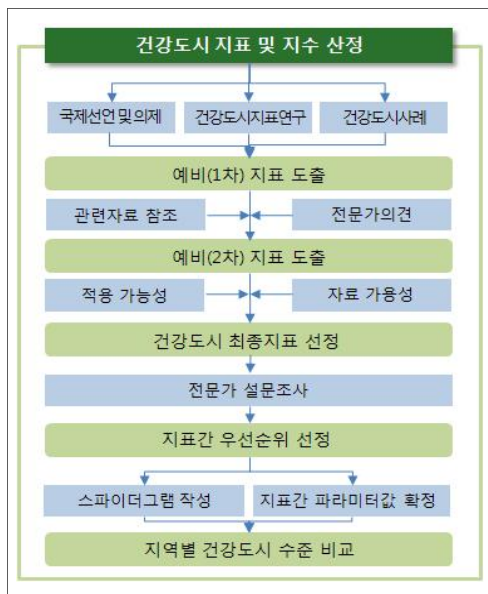 건강도시 지표 및 지수 산정
국제선언 및 의제
건강도시지표연구
건강도시사례
예비(1차) 지표 도출
관련자료 참조
전문가의견
예비(2차) 지표 도출
적용 가능성
자료 가용성
건강도시 최종지표 선정
전문가 설문조사
지표간 우선순위 선정
스파이더그램 작성
지표간 파라미터값 확정
지역별 건강도시 수준 비교